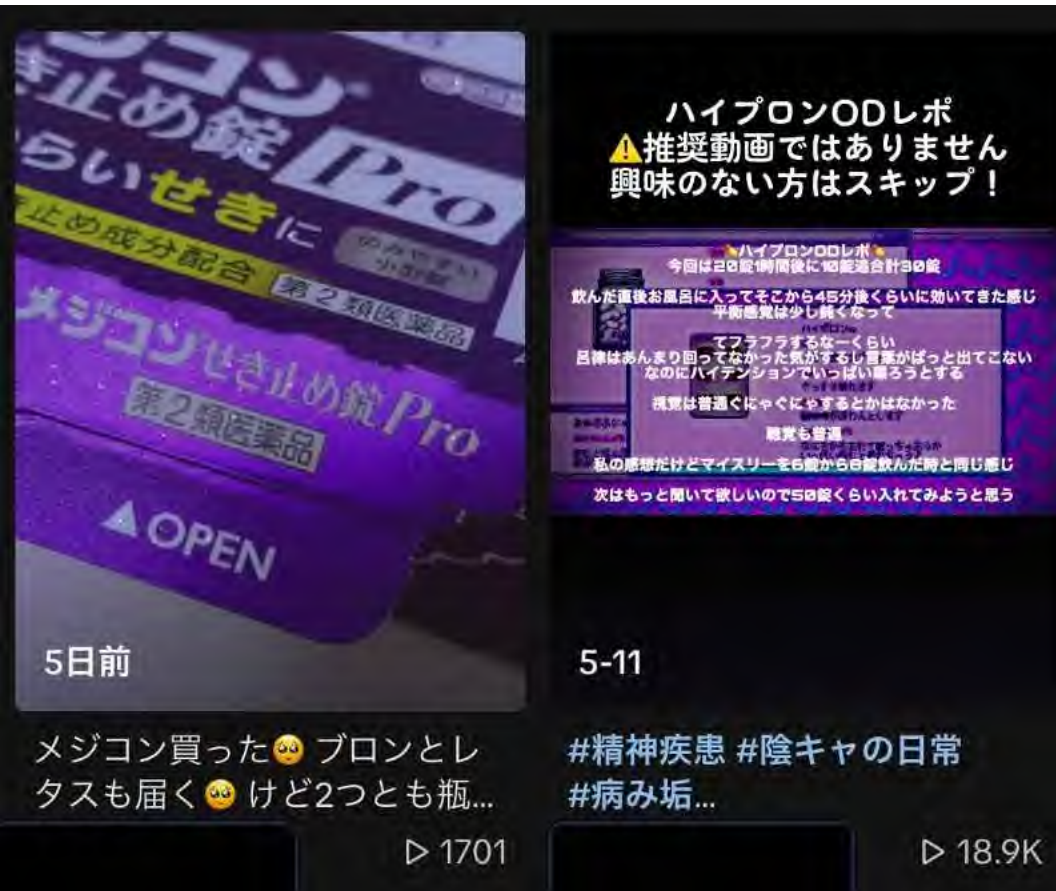 ジコン
き止め錠 Pro
らいせきに
のみやすい
小型錠
き止め成分配合 第2類医薬品
メジコンせき止め錠Pro
第2類医薬品
▲OPEN
5日前
メジコン買った🥺 ブロンとレ
タスも届く🥺 けど2つとも瓶...
▷ 1701
ハイプロンODレポ
⚠️推奨動画ではありません
興味のない方はスキップ！
ハイプロンODレポ
今回は20錠1時間後に10錠追合計30錠
飲んだ直後お風呂に入ってそこから45分後くらいに効いてきた感じ
平衡感覚は少し鈍くなって
てフラフラするなーくらい
呂律はあんまり回ってなかった気がするし言葉がぱっと出てこない
なのにハイテンションでいっぱい喋ろうとする
視覚は普通ぐにゃぐにゃするとかはなかった
聴覚も普通
私の感想だけどマイスリーを6錠から8錠飲んだ時と同じ感じ
次はもっと聞いて欲しいので50錠くらい入れてみようと思う
5-11
#精神疾患 #陰キャの日常
#病み垢...
▷ 18.9K